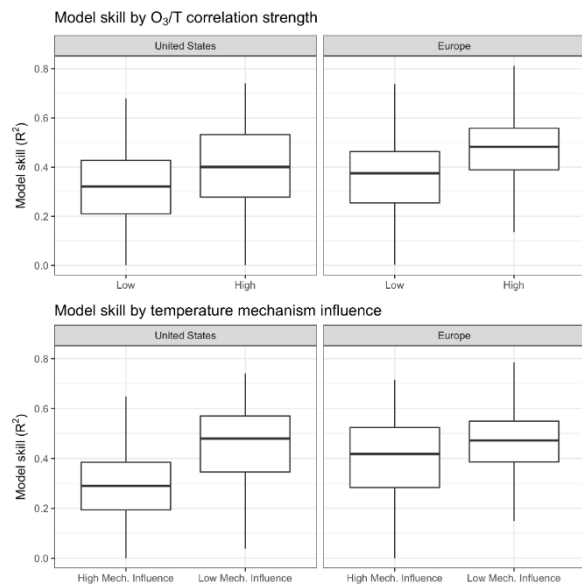 Model skill by O₃/T correlation strength
United States
Europe
Model skill (R²)
0.8
0.6
0.4
0.2
0.0
Low
High
Low
High
Model skill by temperature mechanism influence
United States
Europe
Model skill (R²)
0.8
0.6
0.4
0.2
0.0
High Mech. Influence
Low Mech. Influence
High Mech. Influence
Low Mech. Influence